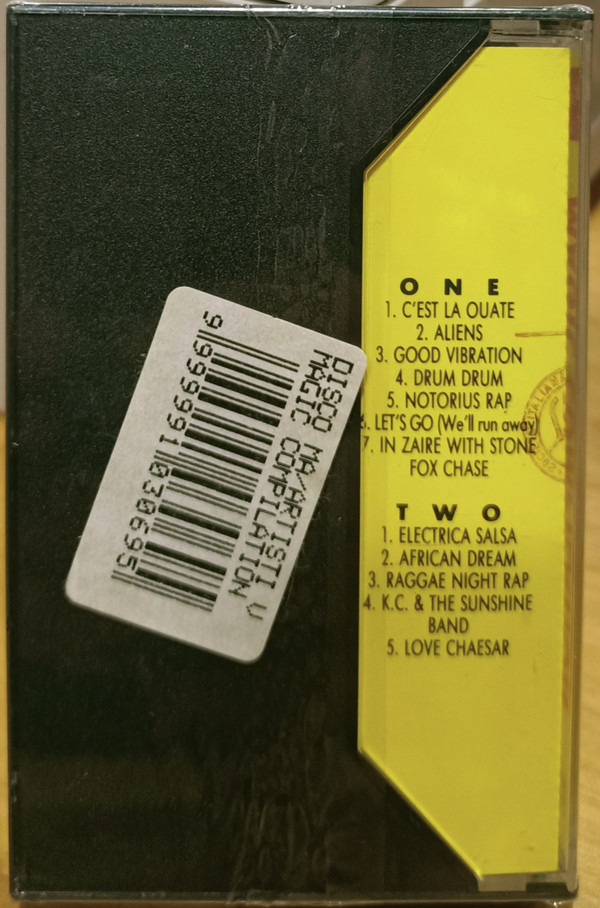 ONE
1. C'EST LA OUATE
2. ALIENS
3. GOOD VIBRATION
4. DRUM DRUM
5. NOTORIUS RAP
6. LET'S GO (We'll run away)
7. IN ZAIRE WITH STONE
FOX CHASE
TWO
1. ELECTRICA SALSA
2. AFRICAN DREAM
3. RAGGAE NIGHT RAP
4. K.C. & THE SUNSHINE
BAND
5. LOVE CHAESAR
DISCO MA/ARTISTI V
MAGIC COMPILATION
9 999991 030695